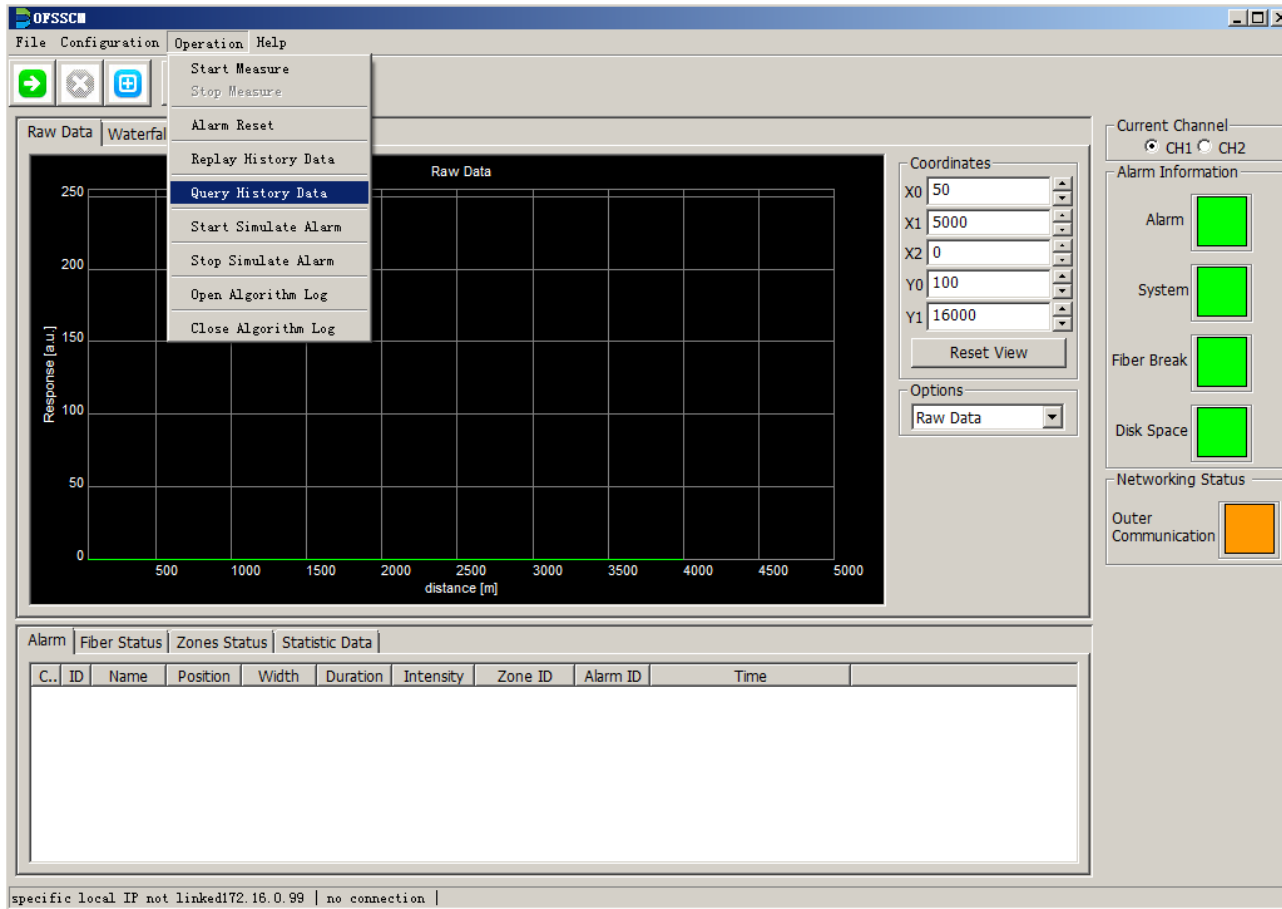 OFSSCM
File Configuration Operation Help
Start Measure
Stop Measure
Alarm Reset
Replay History Data
Query History Data
Start Simulate Alarm
Stop Simulate Alarm
Open Algorithm Log
Close Algorithm Log
Raw Data
Raw Data
250
200
150
100
50
0
Response [a.u.]
500 1000 1500 2000 2500 3000 3500 4000 4500 5000
distance [m]
Coordinates
X0 50
X1 5000
X2 0
Y0 100
Y1 16000
Reset View
Options
Raw Data
Current Channel
CH1 CH2
Alarm Information
Alarm
System
Fiber Break
Disk Space
Networking Status
Outer
Communication
Alarm Fiber Status Zones Status Statistic Data
C.. ID Name Position Width Duration Intensity Zone ID Alarm ID Time
specific local IP not linked172.16.0.99 | no connection |